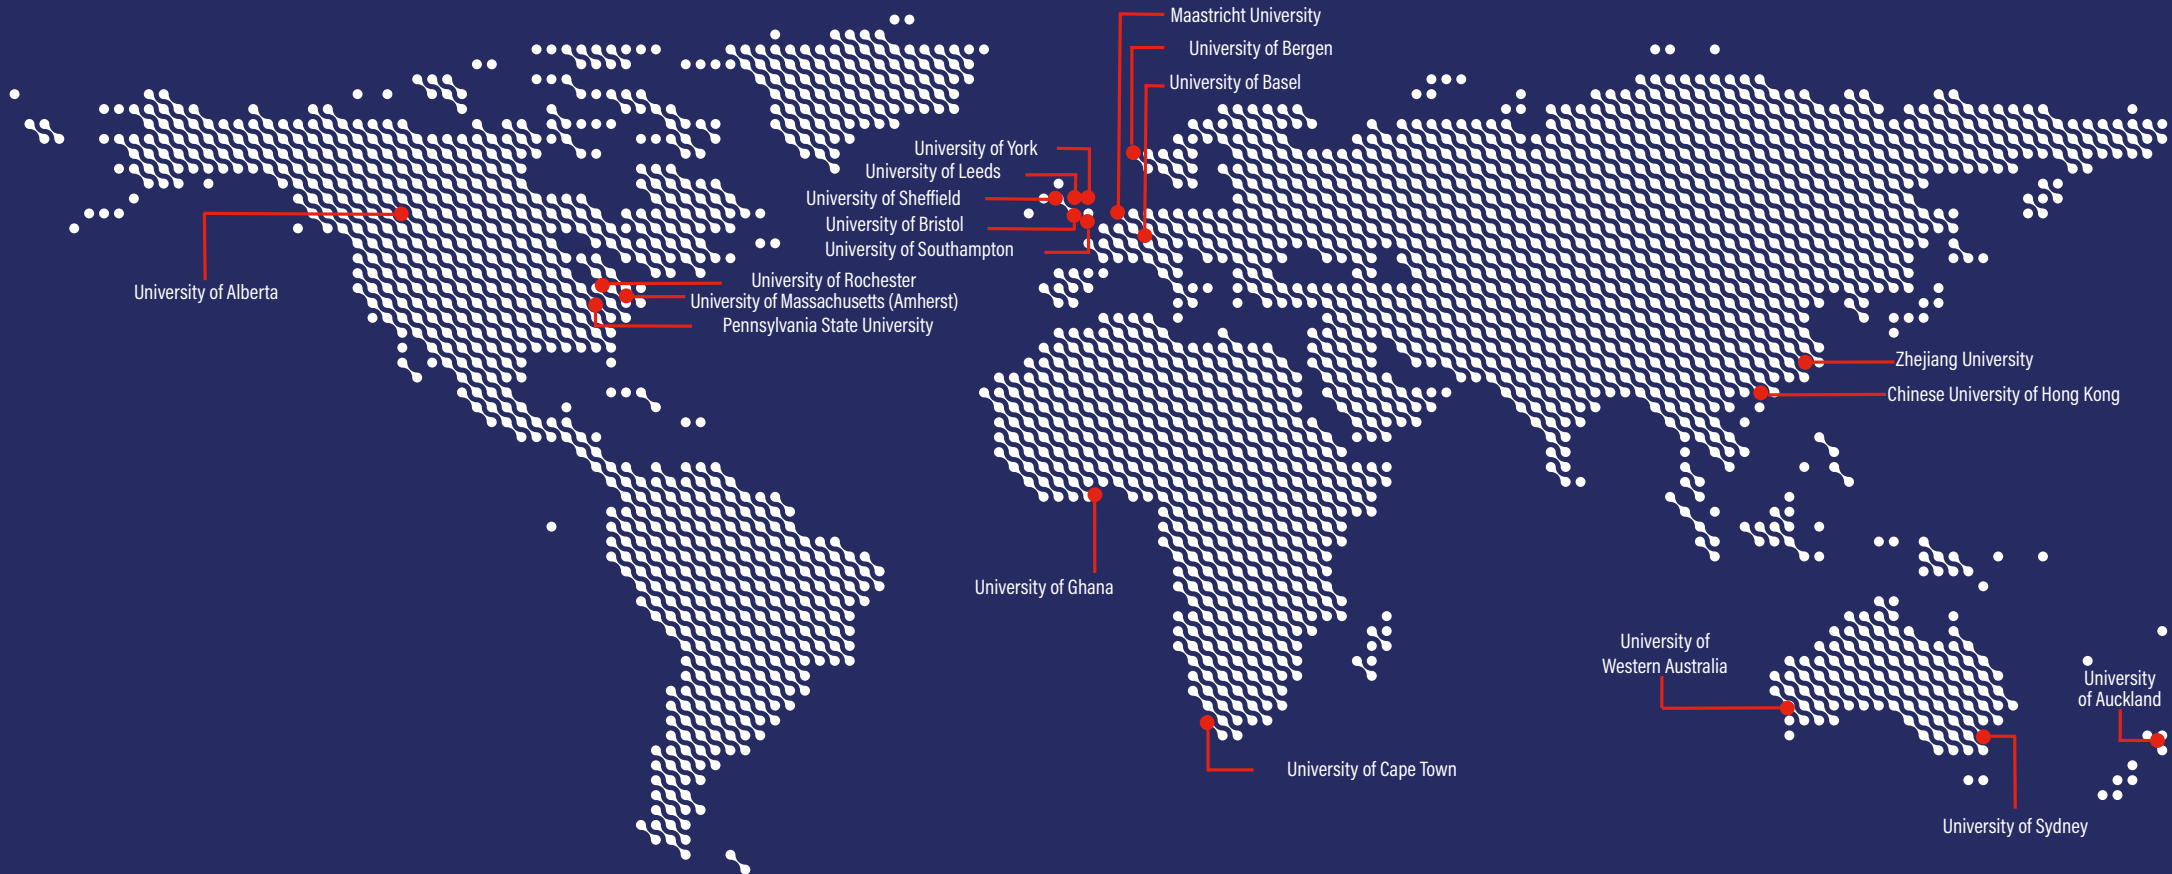 Maastricht University
University of Bergen
University of Basel
University of York
University of Leeds
University of Sheffield
University of Bristol
University of Southampton
University of Alberta
University of Rochester
University of Massachusetts (Amherst)
Pennsylvania State University
Zhejiang University
Chinese University of Hong Kong
University of Ghana
University of
Western Australia
University
of Auckland
University of Cape Town
University of Sydney